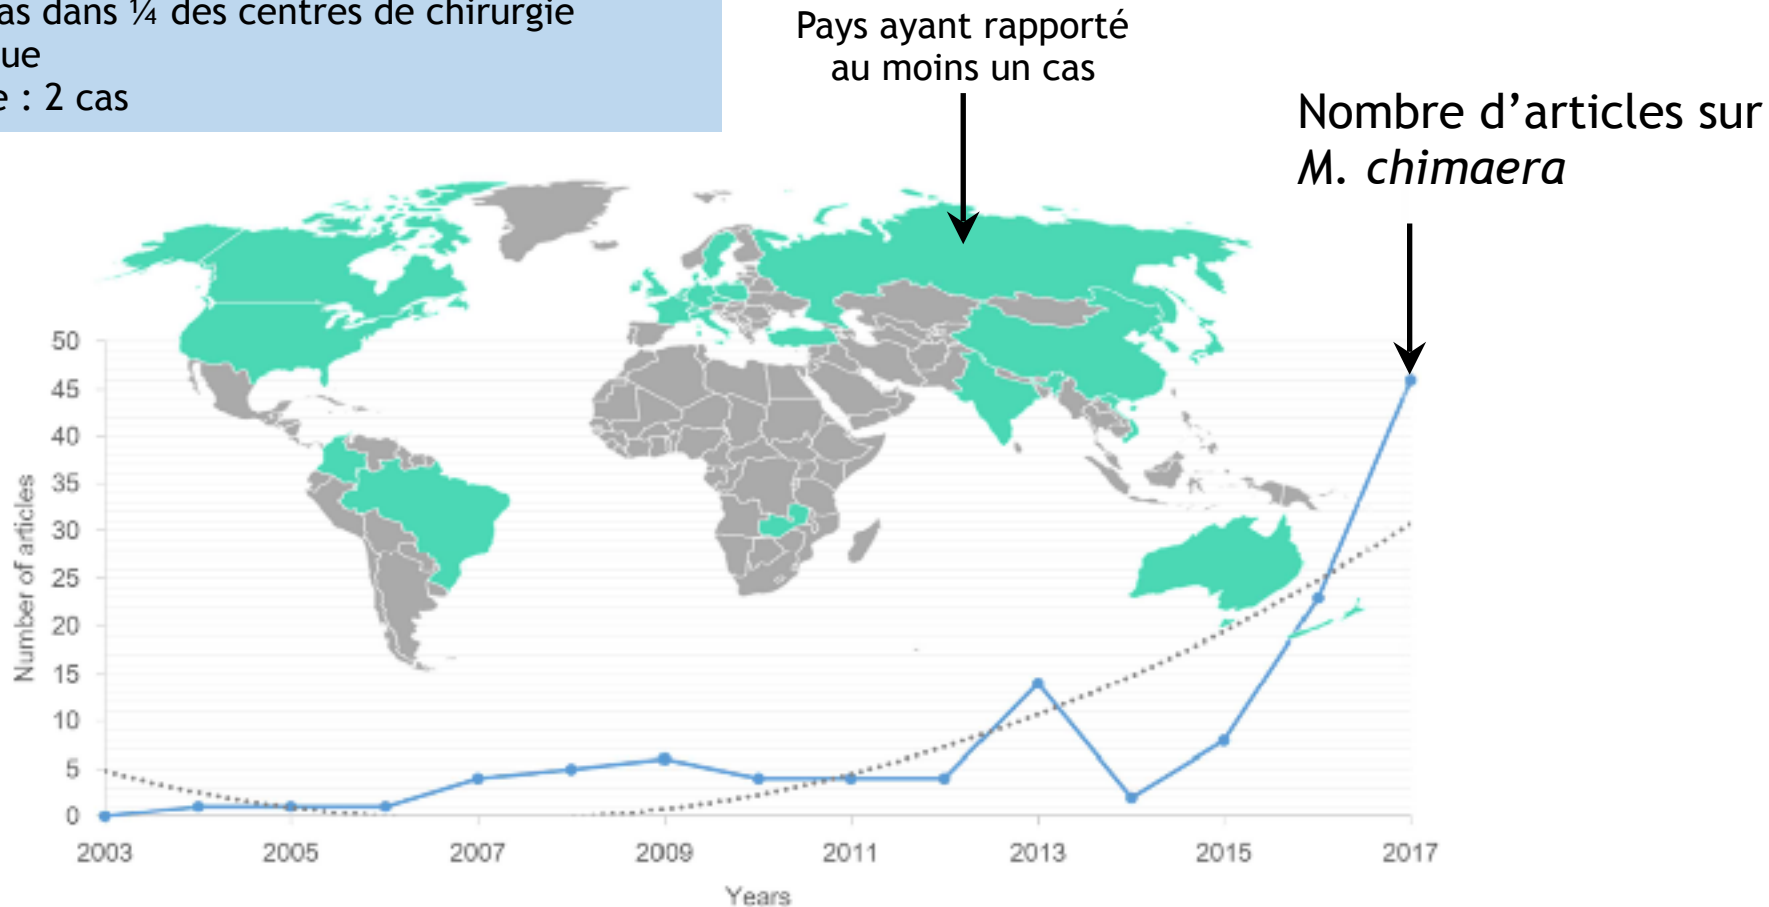 as dans ¼ des centres de chirurgie
ue
e : 2 cas
Pays ayant rapporté
au moins un cas
Nombre d’articles sur
M. chimaera
50
45
40
35
30
25
20
15
10
5
0
Number of articles
2003 2005 2007 2009 2011 2013 2015 2017
Years